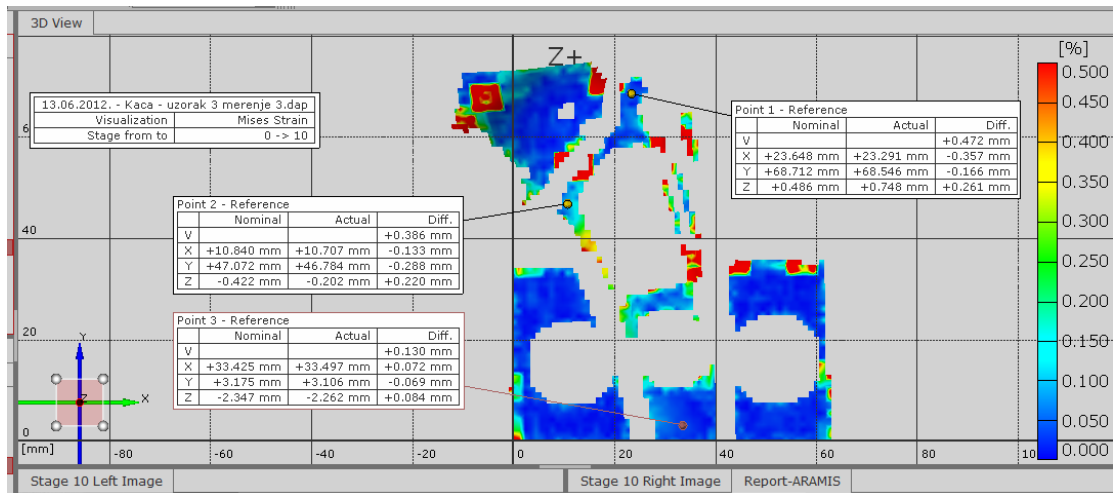 3D View
Z+
[%]
13.06.2012. - Kaca - uzorak 3 merenje 3.dap
Visualization Mises Strain
Stage from to 0 -> 10
0.500
0.450
0.400
0.350
0.300
0.250
0.200
0.150
0.100
0.050
0.000
Point 1 - Reference
Nominal Actual Diff.
V +0.472 mm
X +23.648 mm +23.291 mm -0.357 mm
Y +68.712 mm +68.546 mm -0.166 mm
Z +0.486 mm +0.748 mm +0.261 mm
Point 2 - Reference
Nominal Actual Diff.
V +0.386 mm
X +10.840 mm +10.707 mm -0.133 mm
Y +47.072 mm +46.784 mm -0.288 mm
Z -0.422 mm -0.202 mm +0.220 mm
Point 3 - Reference
Nominal Actual Diff.
V +0.130 mm
X +33.425 mm +33.497 mm +0.072 mm
Y +3.175 mm +3.106 mm -0.069 mm
Z -2.347 mm -2.262 mm +0.084 mm
40
20
0
Y
Z
X
[mm] -80 -60 -40 -20 0 20 40 60 80
Stage 10 Left Image
Stage 10 Right Image
Report-ARAMIS